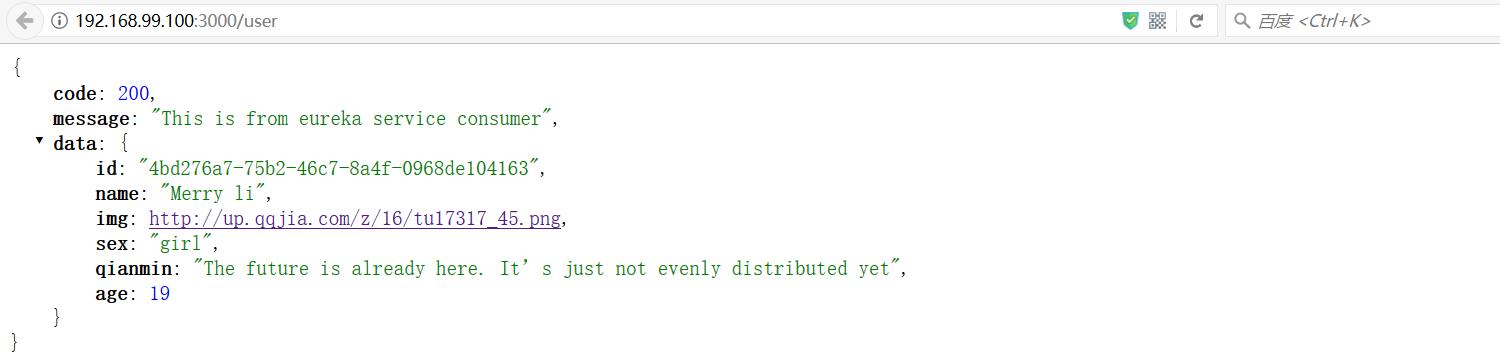 192.168.99.100:3000/user 百度 <Ctrl+K>
{
code: 200,
message: "This is from eureka service consumer",
data: {
id: "4bd276a7-75b2-46c7-8a4f-0968de104163",
name: "Merry li",
img: http://up.qqjia.com/z/16/tu17317_45.png,
sex: "girl",
qianmin: "The future is already here. It’s just not evenly distributed yet",
age: 19
}
}